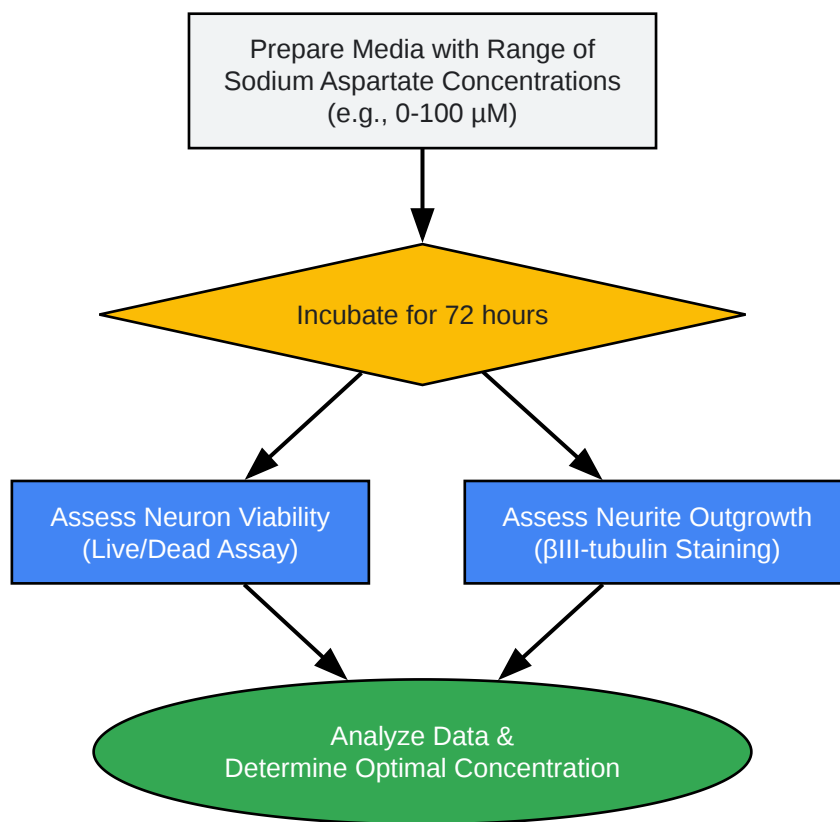 Prepare Media with Range of
Sodium Aspartate Concentrations
(e.g., 0-100 µM)
Incubate for 72 hours
Assess Neuron Viability
(Live/Dead Assay)
Assess Neurite Outgrowth
(βIII-tubulin Staining)
Analyze Data &
Determine Optimal Concentration